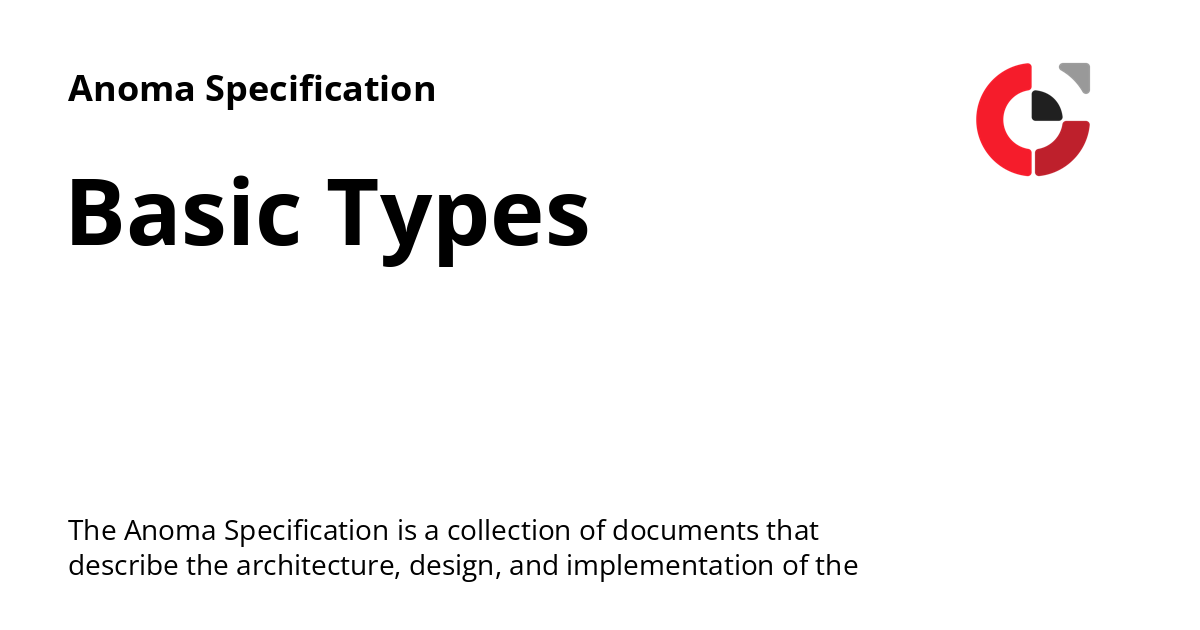 Anoma Specification
Basic Types
The Anoma Specification is a collection of documents that
describe the architecture, design, and implementation of the